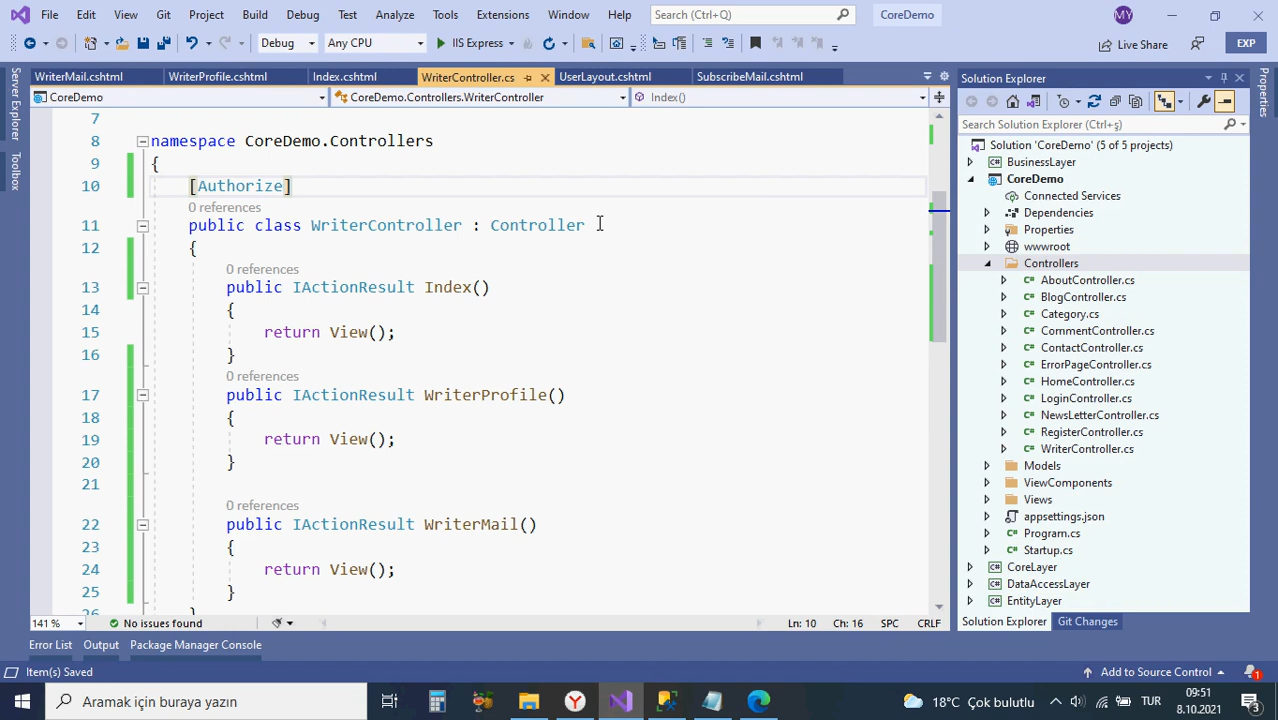 File Edit View Git Project Build Debug Test Analyze Tools Extensions Window Help Search (Ctrl+Q) CoreDemo MY
Debug Any CPU IIS Express Live Share EXP
WriterMail.cshtml WriterProfile.cshtml Index.cshtml WriterController.cs UserLayout.cshtml SubscribeMail.cshtml
CoreDemo CoreDemo.Controllers.WriterController Index()
Server Explorer
Toolbox
7
8 namespace CoreDemo.Controllers
9 {
10 [Authorize]
0 references
11 public class WriterController : Controller
12 {
0 references
13 public IActionResult Index()
14 {
15 return View();
16 }
0 references
17 public IActionResult WriterProfile()
18 {
19 return View();
20 }
21
0 references
22 public IActionResult WriterMail()
23 {
24 return View();
25 }
26 }
141 % No issues found Ln: 10 Ch: 16 SPC CRLF
Solution Explorer
Search Solution Explorer (Ctrl+ş)
Solution 'CoreDemo' (5 of 5 projects)
BusinessLayer
CoreDemo
Connected Services
Dependencies
Properties
wwwroot
Controllers
AboutController.cs
BlogController.cs
Category.cs
CommentController.cs
ContactController.cs
ErrorPageController.cs
HomeController.cs
LoginController.cs
NewsLetterController.cs
RegisterController.cs
WriterController.cs
Models
ViewComponents
Views
appsettings.json
Program.cs
Startup.cs
CoreLayer
DataAccessLayer
EntityLayer
Solution Explorer Git Changes
Properties
Error List Output Package Manager Console
Item(s) Saved Add to Source Control 1
Aramak için buraya yazın 18°C Çok bulutlu TUR 09:51
8.10.2021 3